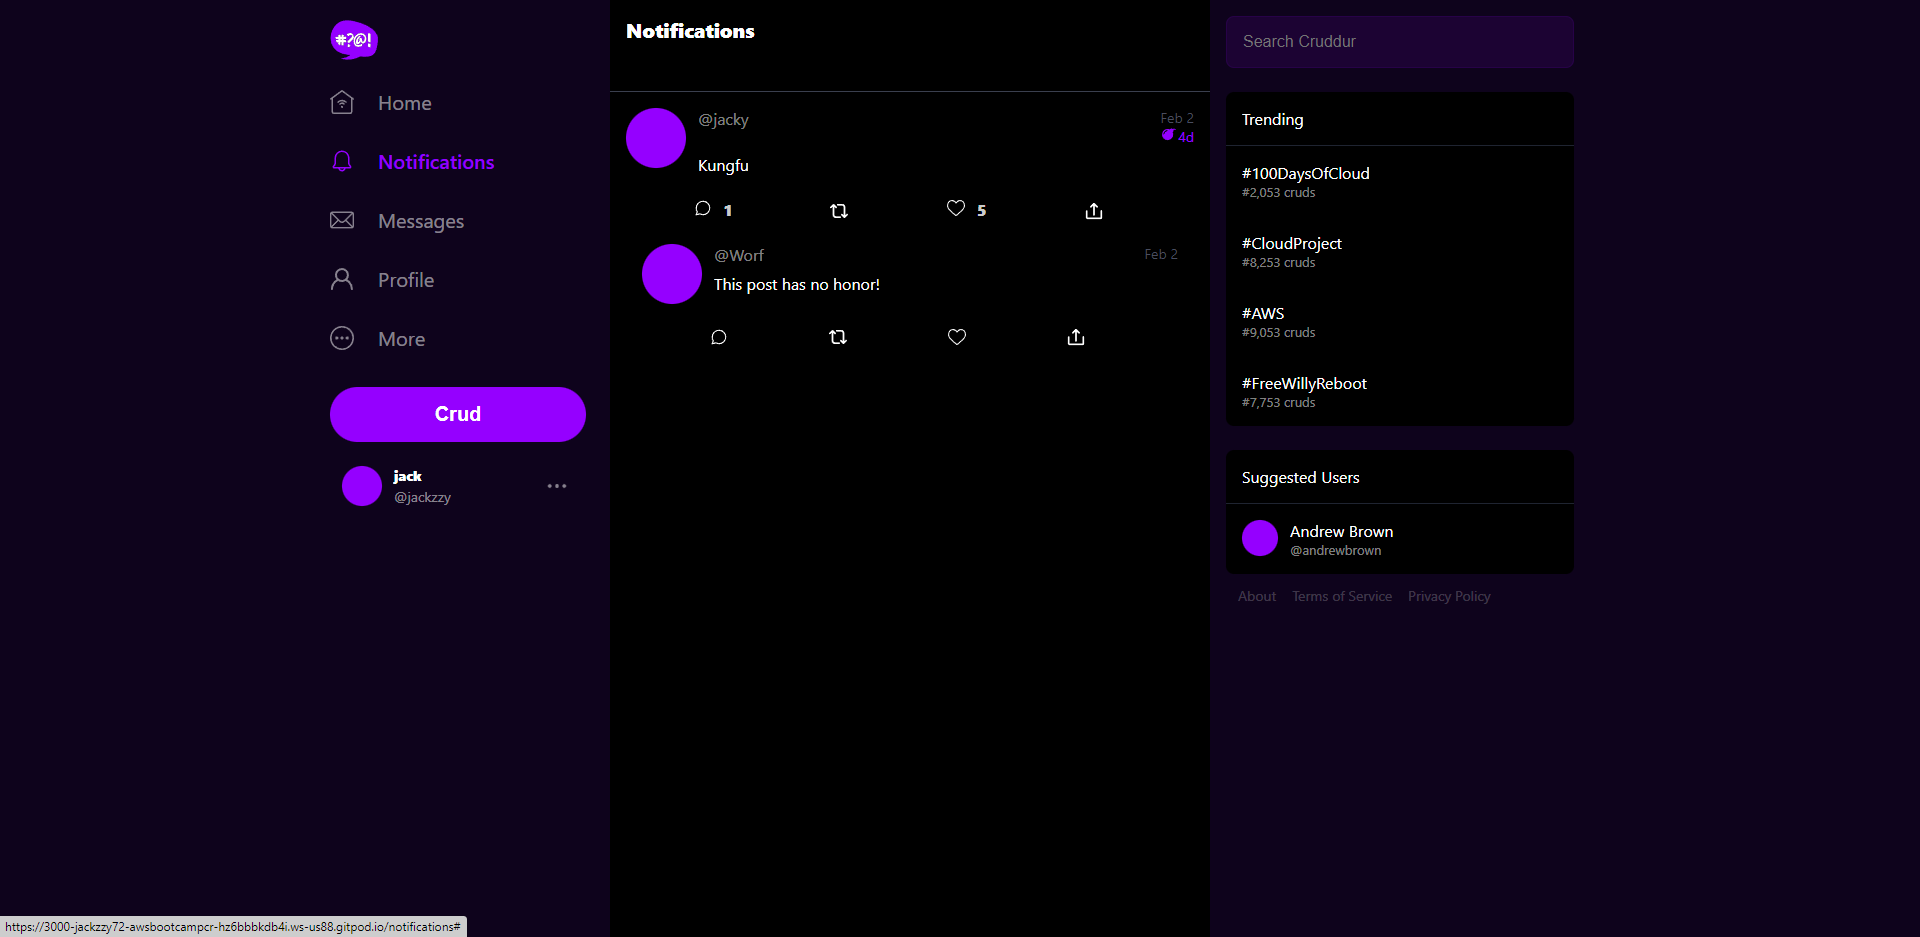 #?@!
Home
Notifications
Messages
Profile
More
Crud
jack
@jackzzy
Notifications
@jacky
Feb 2
4d
Kungfu
1
5
@Worf
Feb 2
This post has no honor!
Search Cruddur
Trending
#100DaysOfCloud
#2,053 cruds
#CloudProject
#8,253 cruds
#AWS
#9,053 cruds
#FreeWillyReboot
#7,753 cruds
Suggested Users
Andrew Brown
@andrewbrown
About Terms of Service Privacy Policy
https://3000-jackzzy72-awsbootcampcr-hz6bbbkdb4i.ws-us88.gitpod.io/notifications#